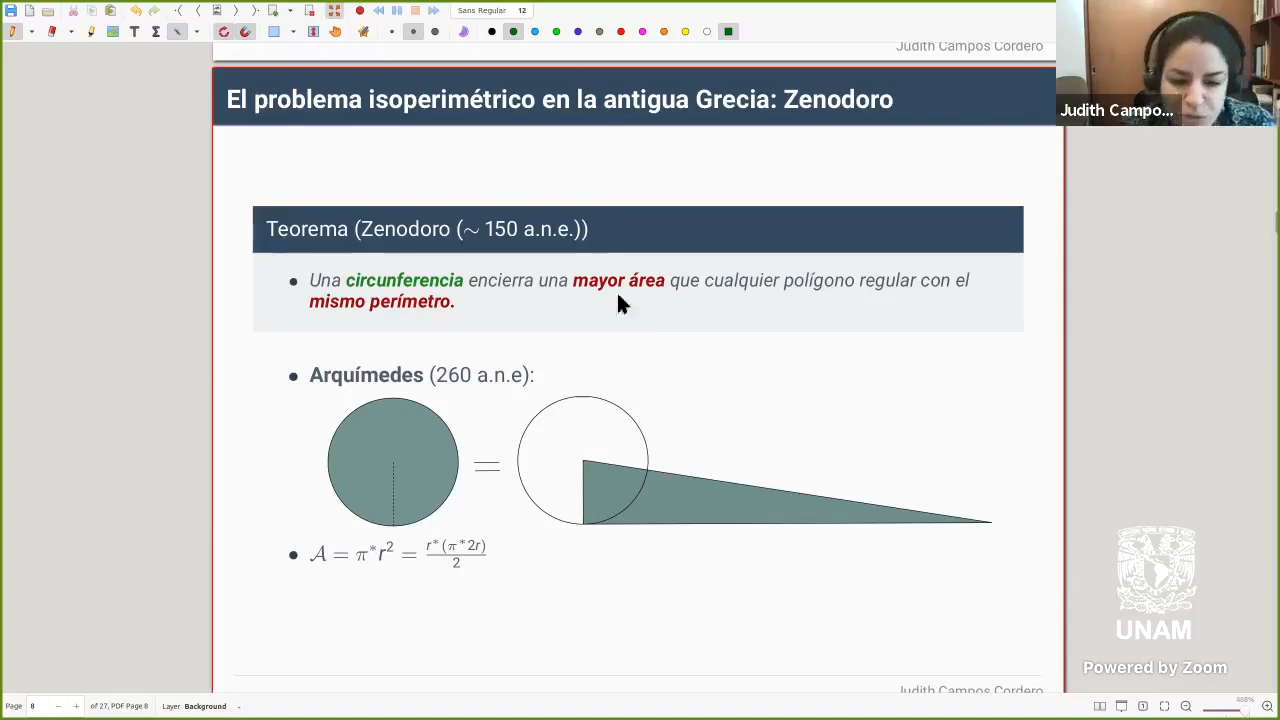 Sans Regular 12
Judith Campos Cordero
El problema isoperimétrico en la antigua Grecia: Zenodoro
Judith Campo...
Teorema (Zenodoro (∼ 150 a.n.e.))
• Una circunferencia encierra una mayor área que cualquier polígono regular con el
mismo perímetro.
• Arquímedes (260 a.n.e):
=
• 𝒜 = π*r² = r*(π*2r)/2
UNAM
Powered by Zoom
Judith Campos Cordero
Page 8 of 27, PDF Page 8 Layer Background 468%